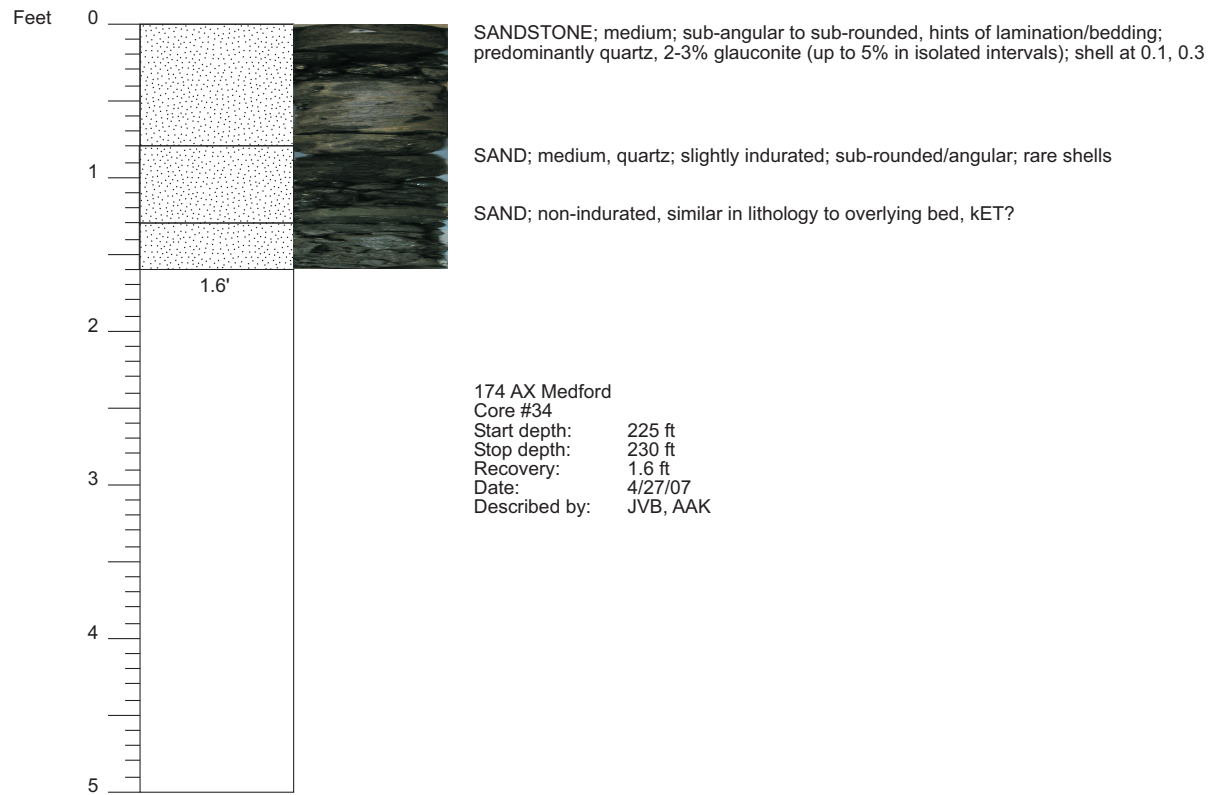 Feet 0
SANDSTONE; medium; sub-angular to sub-rounded, hints of lamination/bedding;
predominantly quartz, 2-3% glauconite (up to 5% in isolated intervals); shell at 0.1, 0.3
SAND; medium, quartz; slightly indurated; sub-rounded/angular; rare shells
1
SAND; non-indurated, similar in lithology to overlying bed, kET?
1.6'
2
174 AX Medford
Core #34
Start depth: 225 ft
Stop depth: 230 ft
Recovery: 1.6 ft
Date: 4/27/07
Described by: JVB, AAK
3
4
5